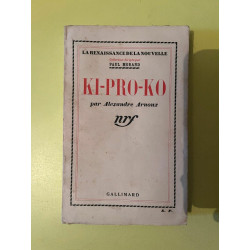 LA RENAISSANCE DE LA NOUVELLE
PAUL MORAND
KI-PRO-KO
par Alexandre Arnoux
nrf
GALLIMARD